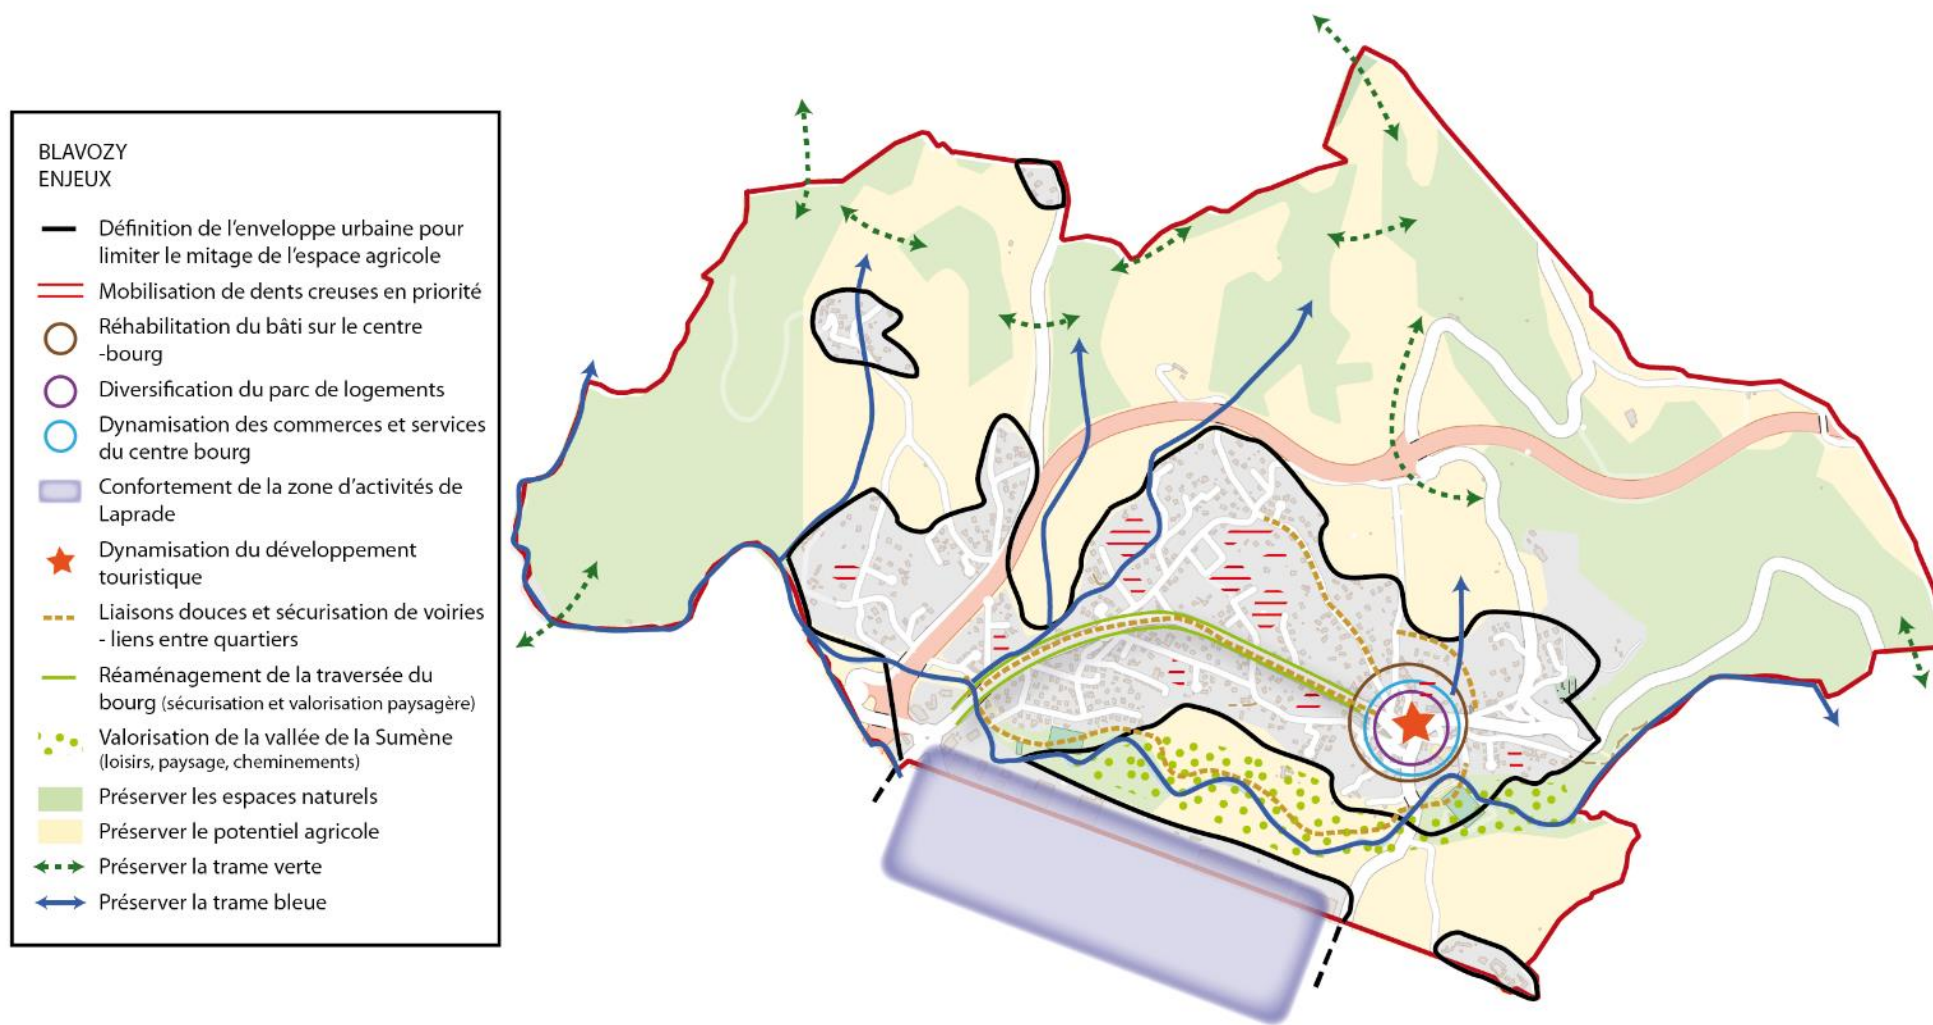 BLAVOZY
ENJEUX
Définition de l'enveloppe urbaine pour
limiter le mitage de l'espace agricole
Mobilisation de dents creuses en priorité
Réhabilitation du bâti sur le centre
-bourg
Diversification du parc de logements
Dynamisation des commerces et services
du centre bourg
Confortement de la zone d'activités de
Laprade
Dynamisation du développement
touristique
Liaisons douces et sécurisation de voiries
- liens entre quartiers
Réaménagement de la traversée du
bourg (sécurisation et valorisation paysagère)
Valorisation de la vallée de la Sumène
(loisirs, paysage, cheminements)
Préserver les espaces naturels
Préserver le potentiel agricole
Préserver la trame verte
Préserver la trame bleue